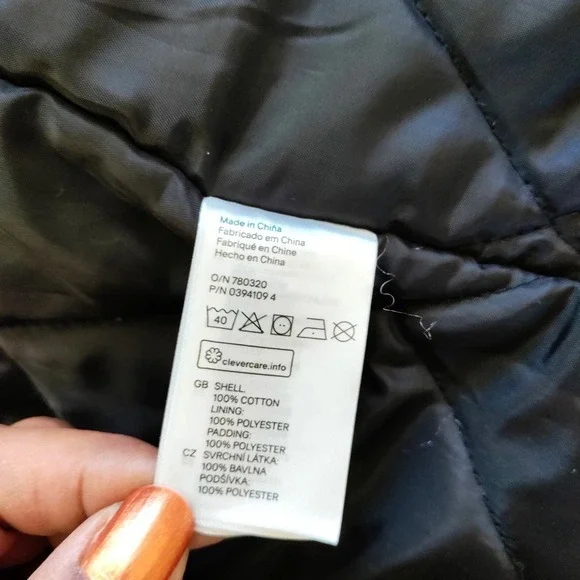 Made in China
Fabricado em China
Fabriqué en Chine
Hecho en China
O/N 780320
P/N 0394109 4
40
clevercare.info
GB SHELL.
100% COTTON
LINING:
100% POLYESTER
PADDING:
100% POLYESTER
CZ SVRCHNÍ LÁTKA:
100% BAVLNA
PODŠÍVKA:
100% POLYESTER